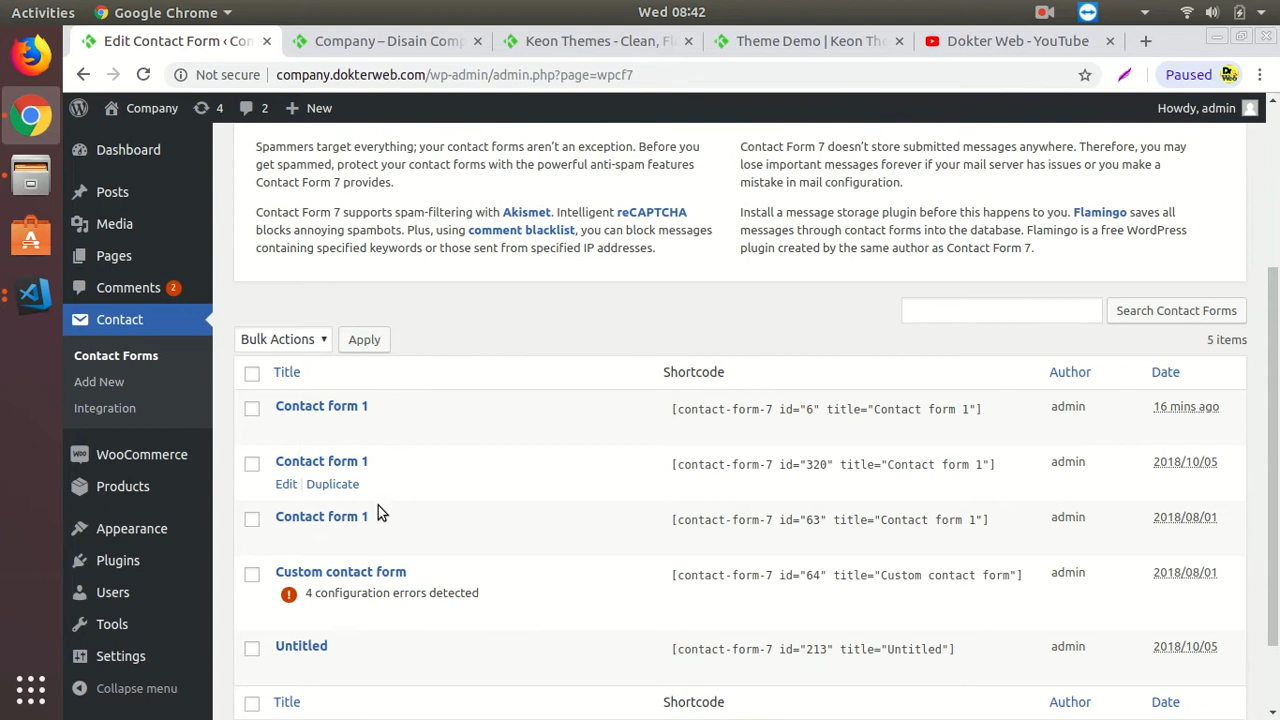 Activities
Google Chrome
Wed 08:42
Edit Contact Form ‹ Con
Company – Disain Comp
Keon Themes - Clean, Fl
Theme Demo | Keon The
Dokter Web - YouTube
Not secure
company.dokterweb.com/wp-admin/admin.php?page=wpcf7
Paused
Company
4
2
New
Howdy, admin
Dashboard
Posts
Media
Pages
Comments 2
Contact
Contact Forms
Add New
Integration
WooCommerce
Products
Appearance
Plugins
Users
Tools
Settings
Collapse menu
Spammers target everything; your contact forms aren't an exception. Before you
get spammed, protect your contact forms with the powerful anti-spam features
Contact Form 7 provides.
Contact Form 7 supports spam-filtering with Akismet. Intelligent reCAPTCHA
blocks annoying spambots. Plus, using comment blacklist, you can block messages
containing specified keywords or those sent from specified IP addresses.
Contact Form 7 doesn't store submitted messages anywhere. Therefore, you may
lose important messages forever if your mail server has issues or you make a
mistake in mail configuration.
Install a message storage plugin before this happens to you. Flamingo saves all
messages through contact forms into the database. Flamingo is a free WordPress
plugin created by the same author as Contact Form 7.
Search Contact Forms
Bulk Actions
Apply
5 items
Title Shortcode Author Date
Contact form 1 [contact-form-7 id="6" title="Contact form 1"] admin 16 mins ago
Contact form 1 [contact-form-7 id="320" title="Contact form 1"] admin 2018/10/05
Edit | Duplicate
Contact form 1 [contact-form-7 id="63" title="Contact form 1"] admin 2018/08/01
Custom contact form [contact-form-7 id="64" title="Custom contact form"] admin 2018/08/01
4 configuration errors detected
Untitled [contact-form-7 id="213" title="Untitled"] admin 2018/10/05
Title Shortcode Author Date